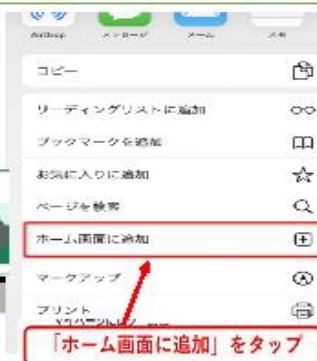 AirDrop メッセージ メール メモ
コピー
リーディングリストに追加
ブックマークを追加
お気に入りに追加
ページを検索
ホーム画面に追加
マークアップ
プリント
「ホーム画面に追加」をタップ